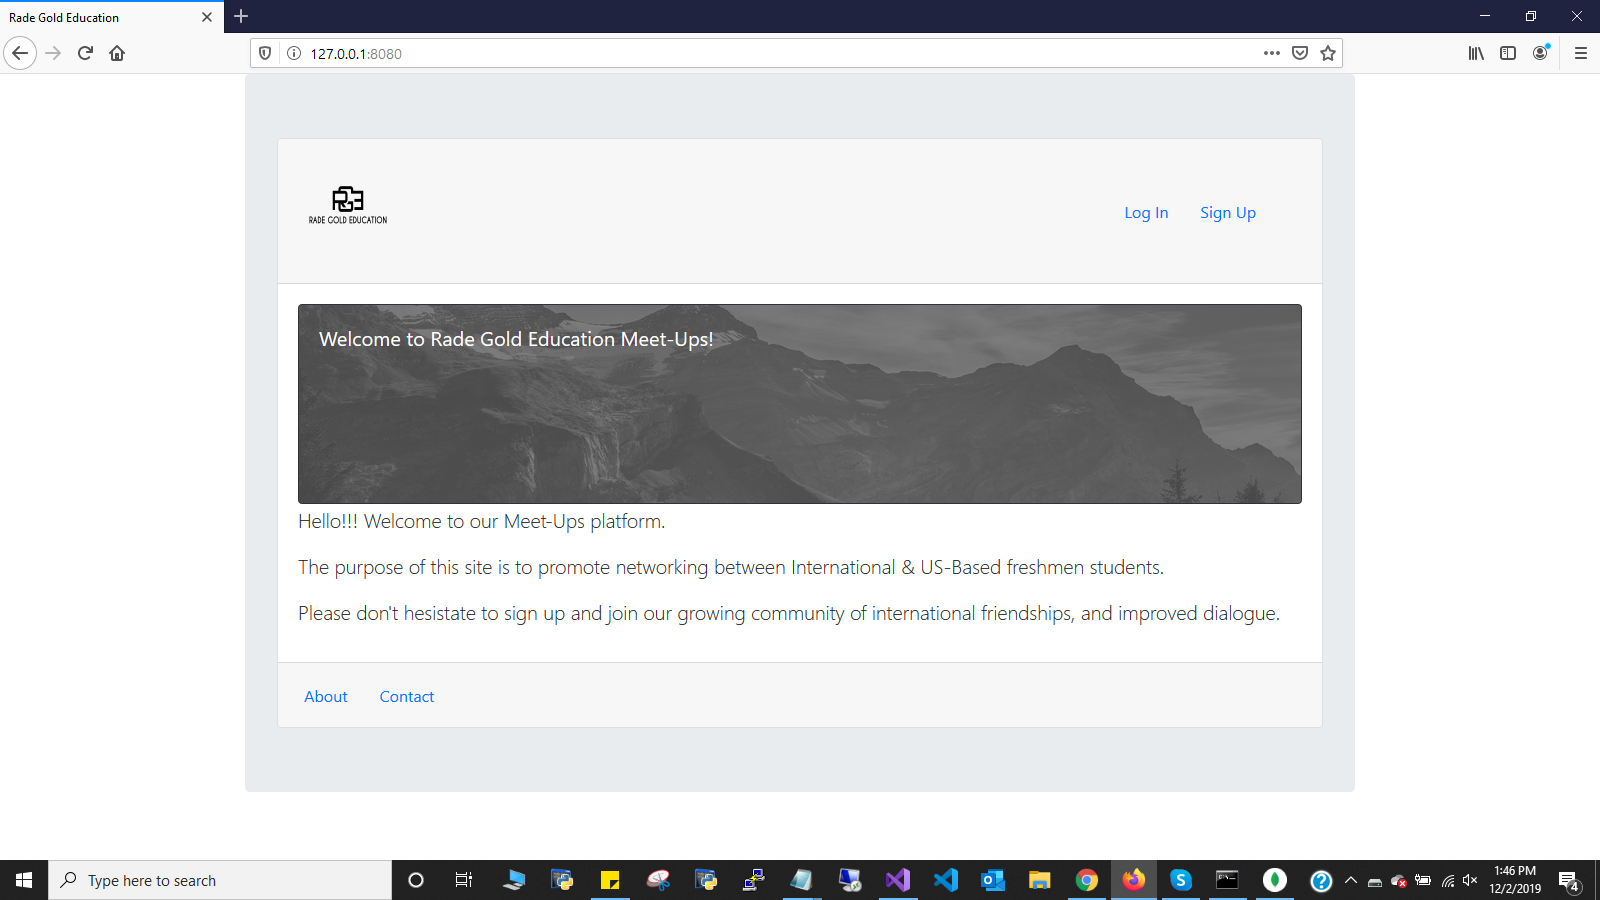 Rade Gold Education
127.0.0.1:8080
RGE
RADE GOLD EDUCATION
Log In
Sign Up
Welcome to Rade Gold Education Meet-Ups!
Hello!!! Welcome to our Meet-Ups platform.
The purpose of this site is to promote networking between International & US-Based freshmen students.
Please don't hesistate to sign up and join our growing community of international friendships, and improved dialogue.
About
Contact
Type here to search
1:46 PM
12/2/2019
4